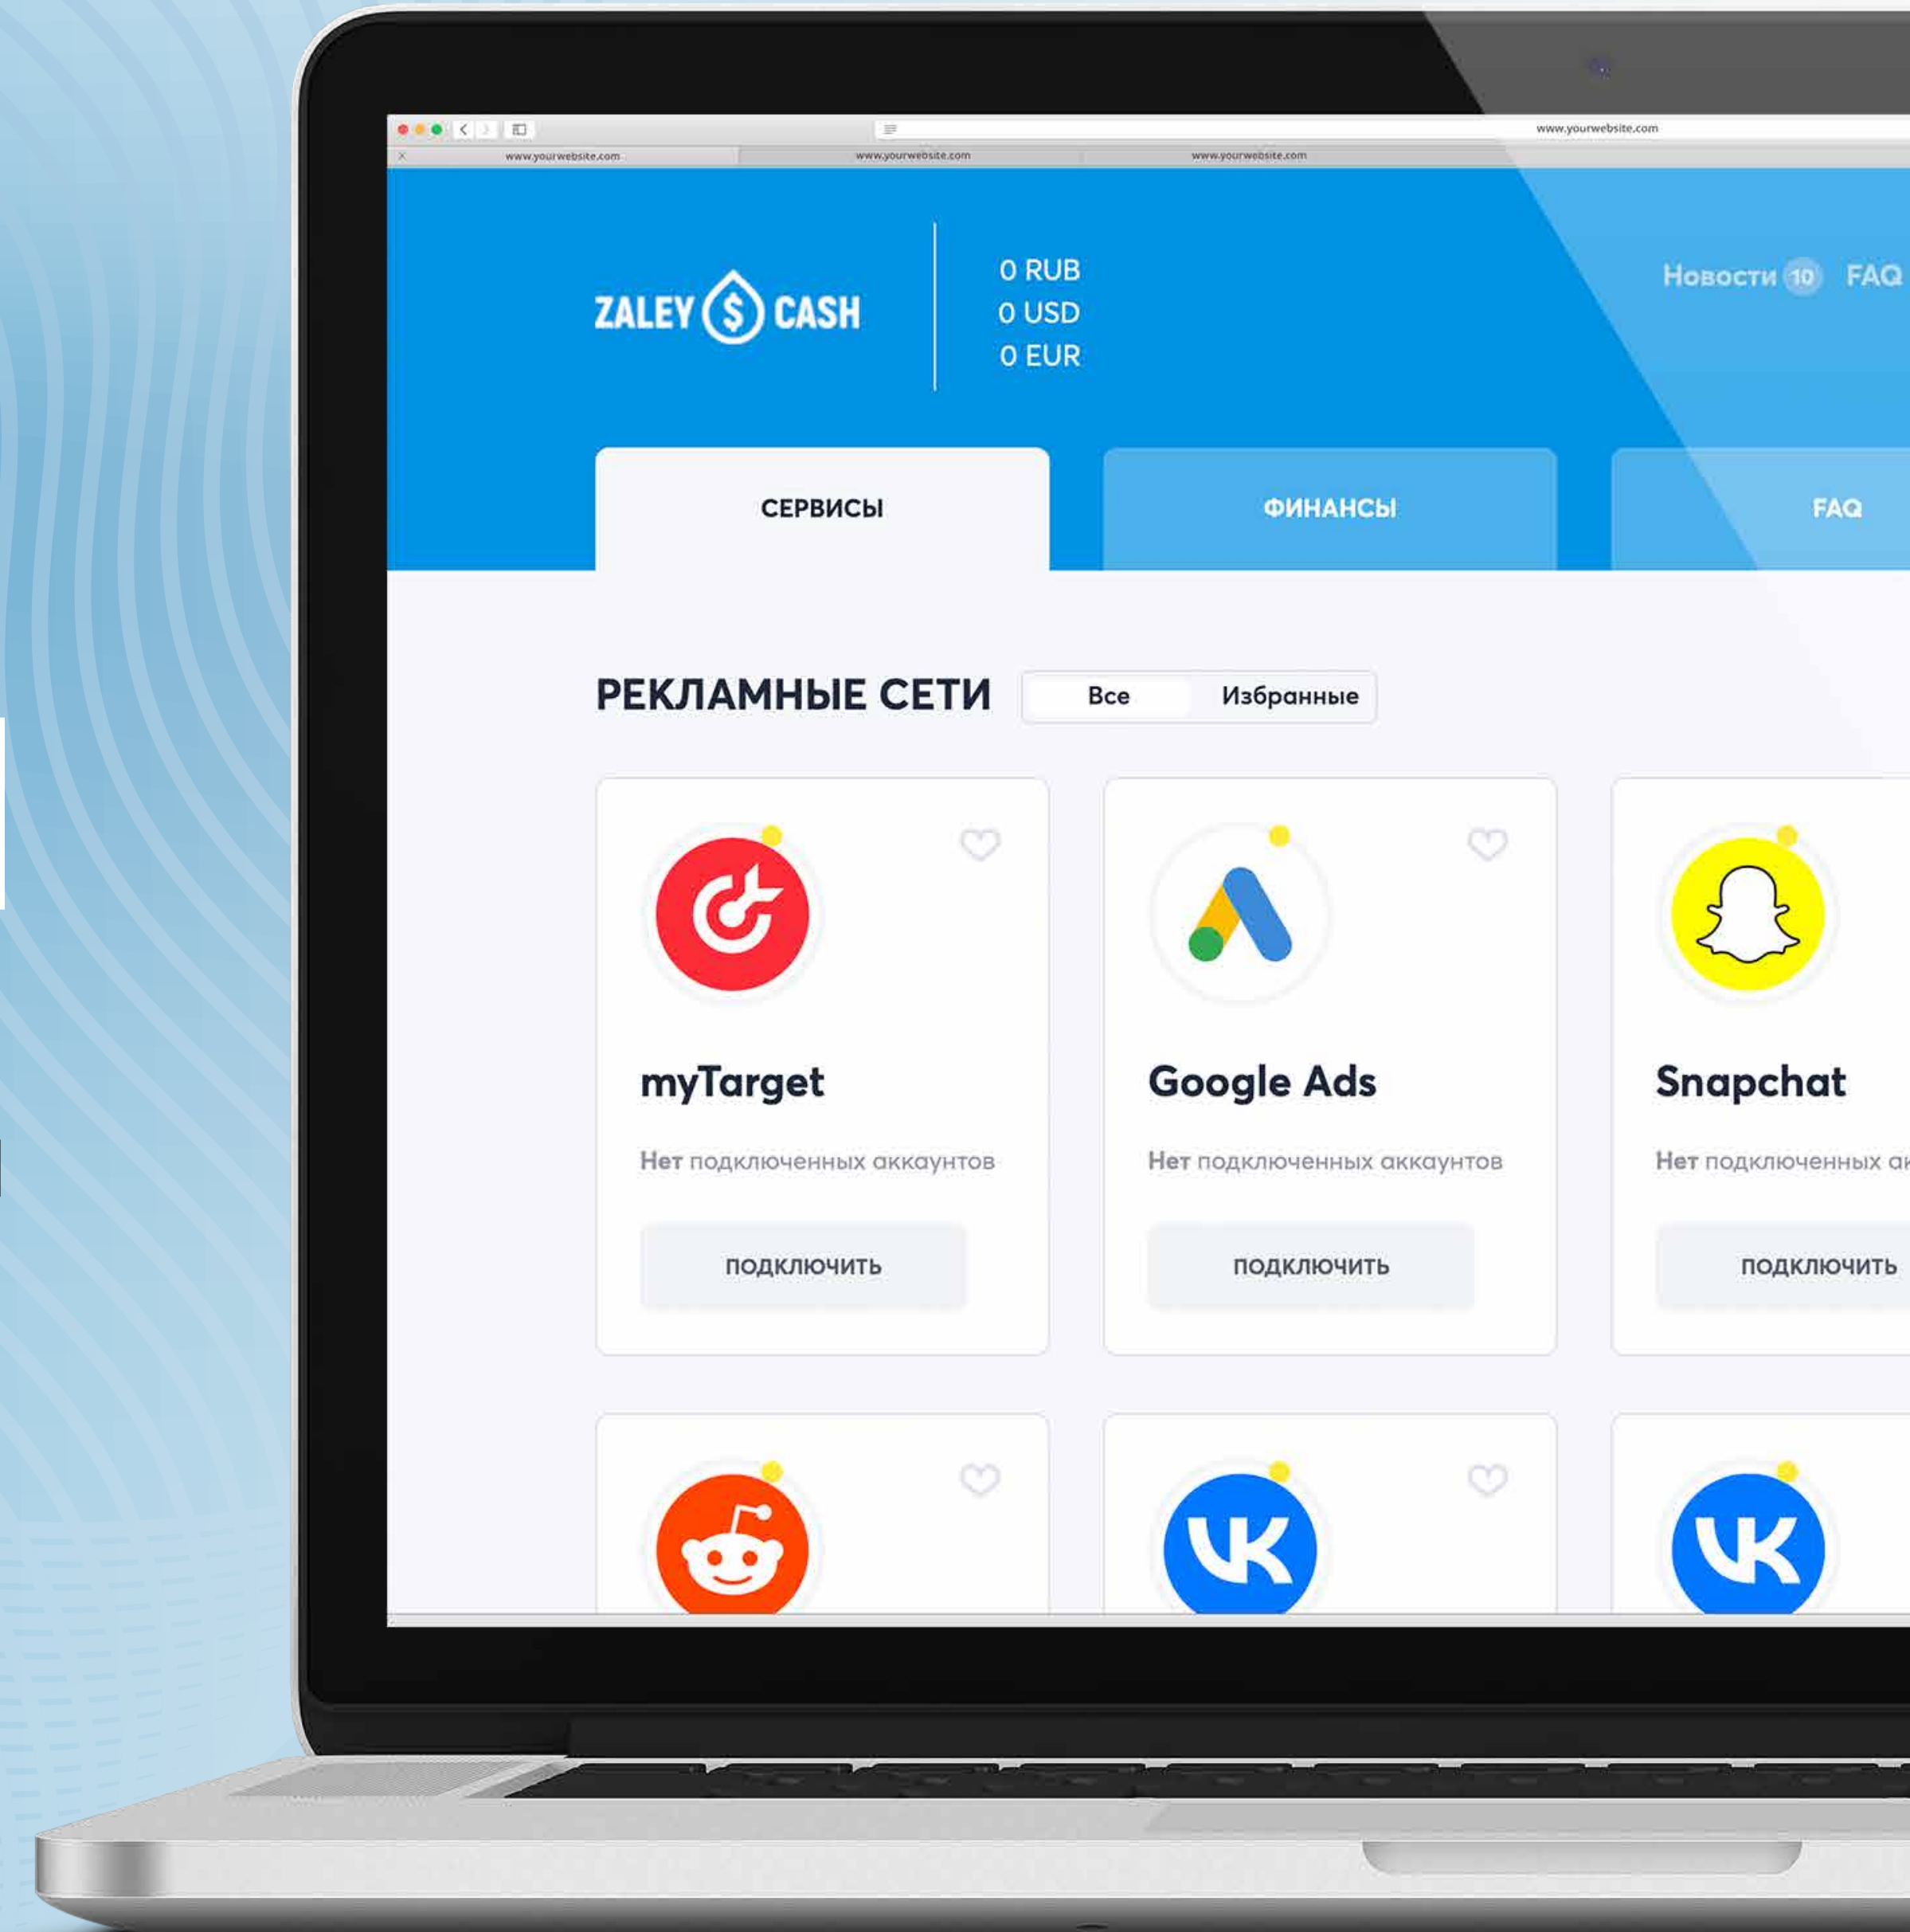 www.yourwebsite.com
www.yourwebsite.com www.yourwebsite.com www.yourwebsite.com
ZALEY $ CASH
0 RUB
0 USD
0 EUR
Новости 10 FAQ
СЕРВИСЫ ФИНАНСЫ FAQ
РЕКЛАМНЫЕ СЕТИ Все Избранные
myTarget Google Ads Snapchat
Нет подключенных аккаунтов Нет подключенных аккаунтов Нет подключенных
ПОДКЛЮЧИТЬ ПОДКЛЮЧИТЬ ПОДКЛЮЧИТЬ
VK VK